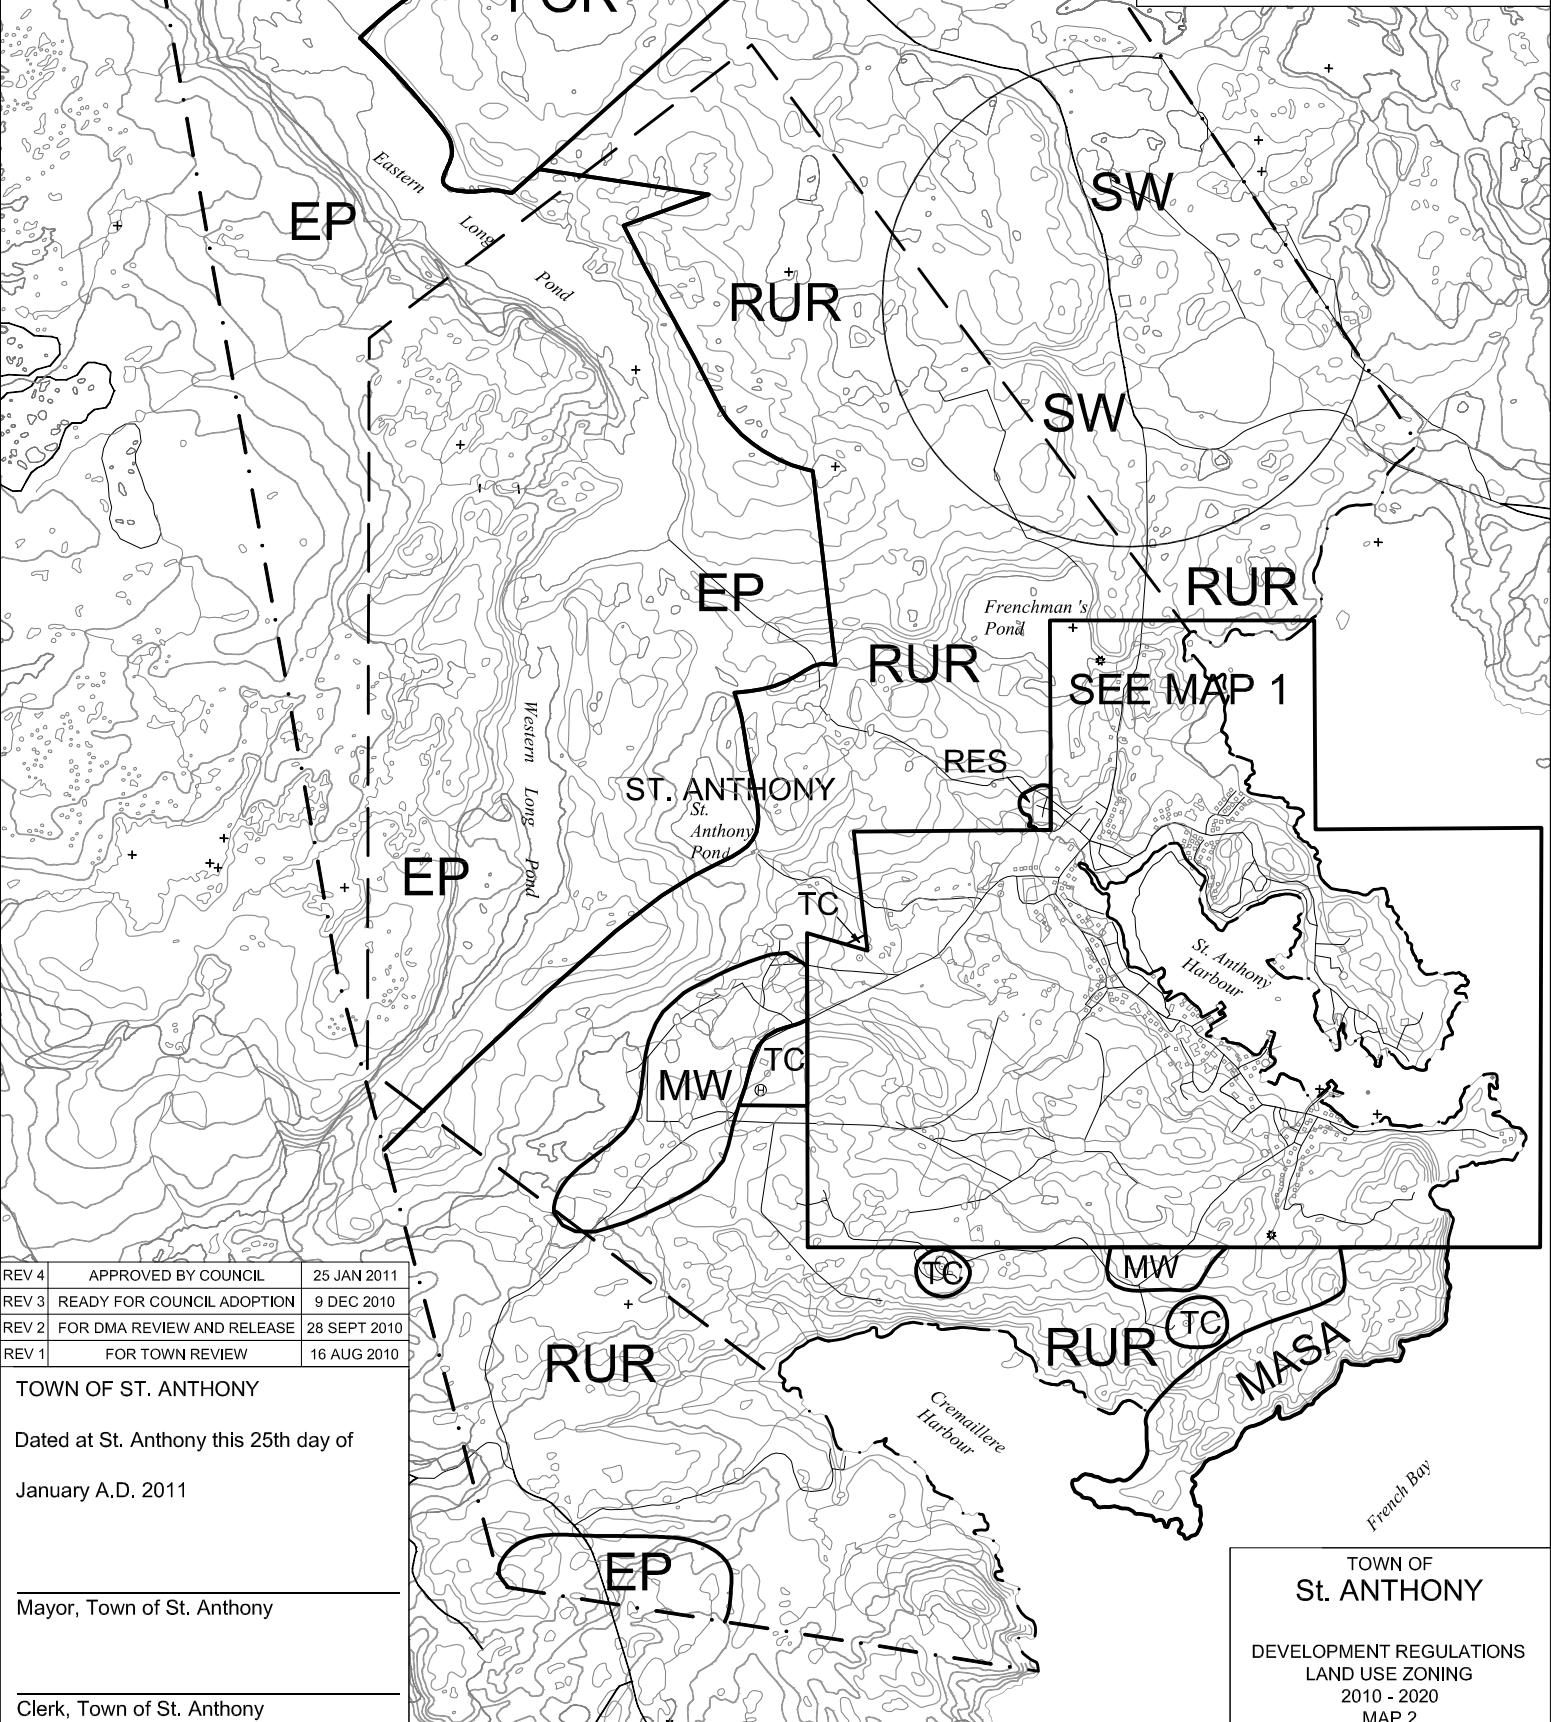 EP
Eastern
Long
Pond
SW
RUR
SW
EP
RUR
Frenchman 's
Pond
RUR
SEE MAP 1
Western Long Pond
RES
ST. ANTHONY
St.
Anthony
Pond
EP
TC
St. Anthony
Harbour
MW
TC
H
TC
MW
TC
RUR
MASA
RUR
Cremaillere
Harbour
French Bay
EP
REV 4 APPROVED BY COUNCIL 25 JAN 2011
REV 3 READY FOR COUNCIL ADOPTION 9 DEC 2010
REV 2 FOR DMA REVIEW AND RELEASE 28 SEPT 2010
REV 1 FOR TOWN REVIEW 16 AUG 2010
TOWN OF ST. ANTHONY
Dated at St. Anthony this 25th day of
January A.D. 2011
Mayor, Town of St. Anthony
Clerk, Town of St. Anthony
TOWN OF
St. ANTHONY
DEVELOPMENT REGULATIONS
LAND USE ZONING
2010 - 2020
MAP 2